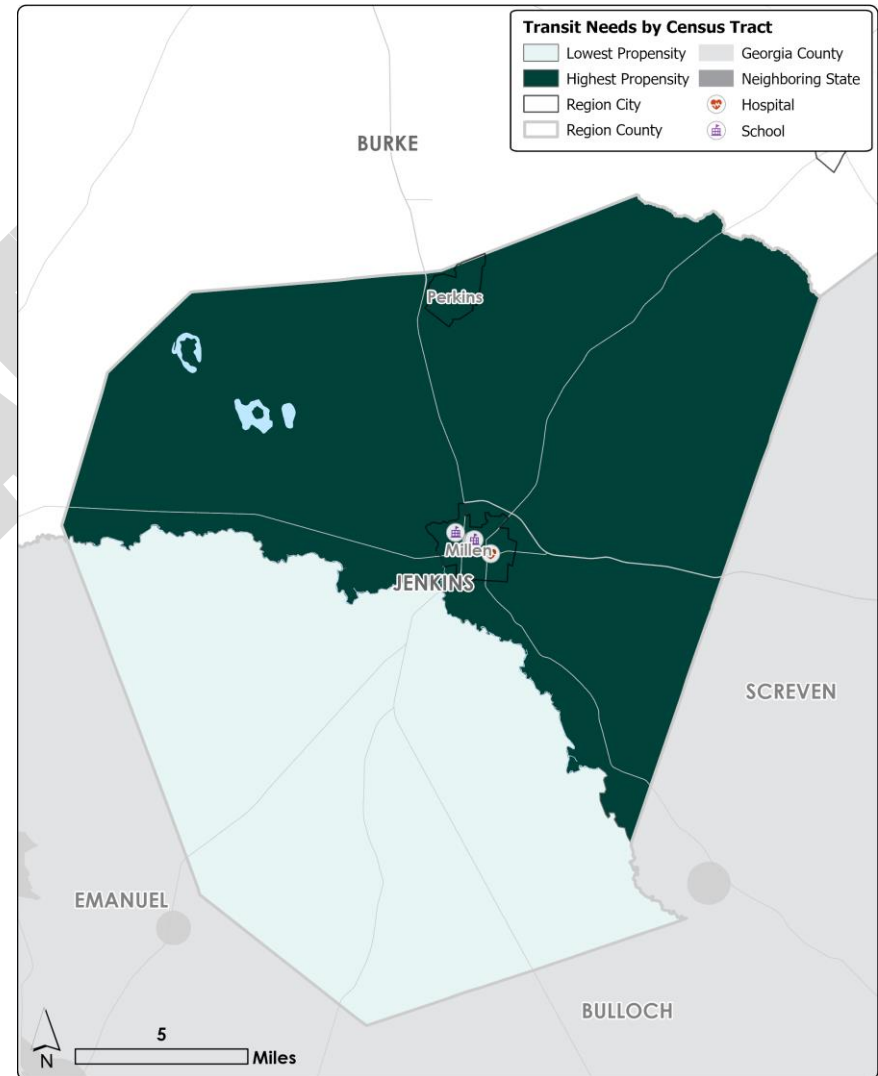 Transit Needs by Census Tract
Lowest Propensity
Highest Propensity
Region City
Region County
Georgia County
Neighboring State
Hospital
School
BURKE
Perkins
Millen
JENKINS
SCREVEN
EMANUEL
BULLOCH
5
Miles
N